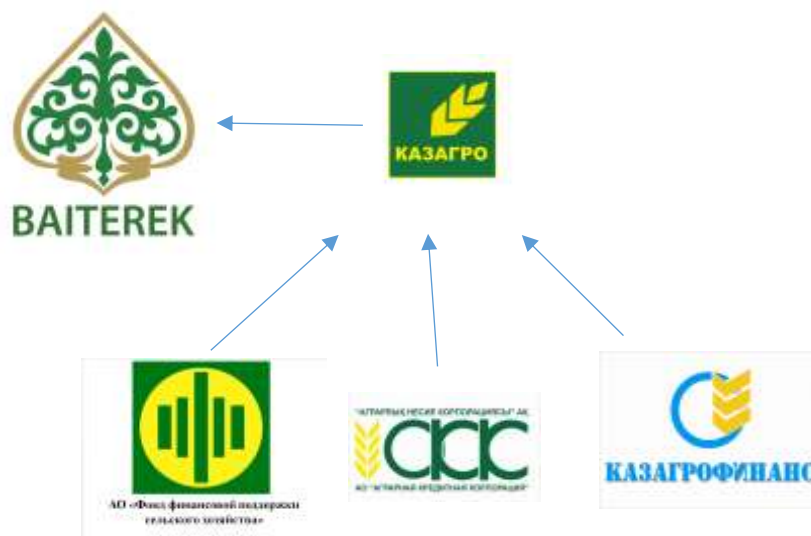 BAITEREK
КАЗАГРО
АО «Фонд финансовой поддержки
сельского хозяйства»
"АГРАРЛЫҚ НЕСИЕ КОРПОРАЦИЯСЫ" АҚ
АО "АГРАРНАЯ КРЕДИТНАЯ КОРПОРАЦИЯ"
КАЗАГРОФИНАНС